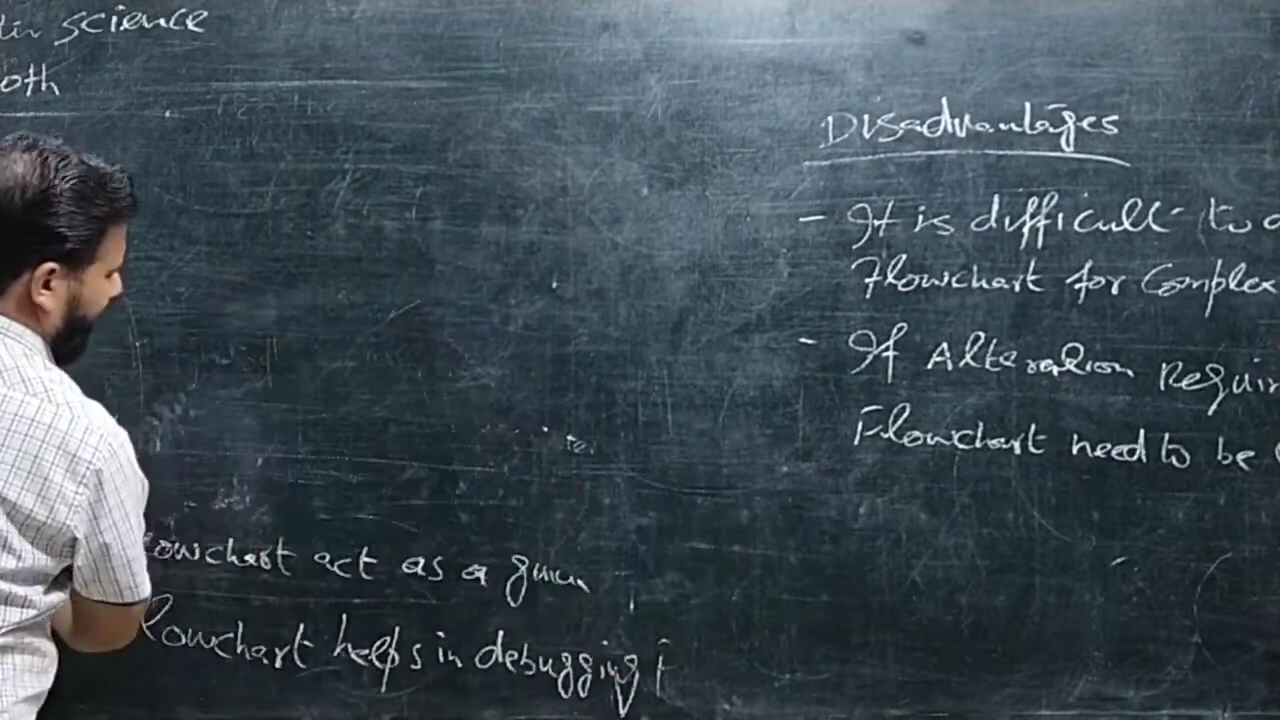 science
oth
Disadvantages
- It is difficult to
Flowchart for Complex
- If Alteration Requir
Flowchart need to be
owchart act as a
lowchart helps in debugging